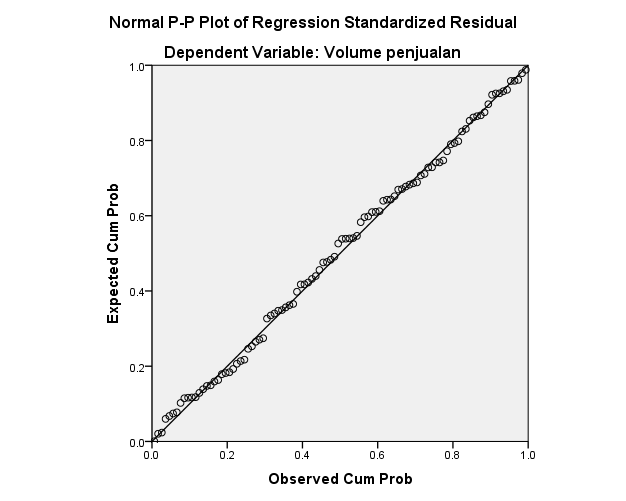 Normal P-P Plot of Regression Standardized Residual
Dependent Variable: Volume penjualan
1.0
0.8
0.6
0.4
0.2
0.0
Expected Cum Prob
0.0 0.2 0.4 0.6 0.8 1.0
Observed Cum Prob